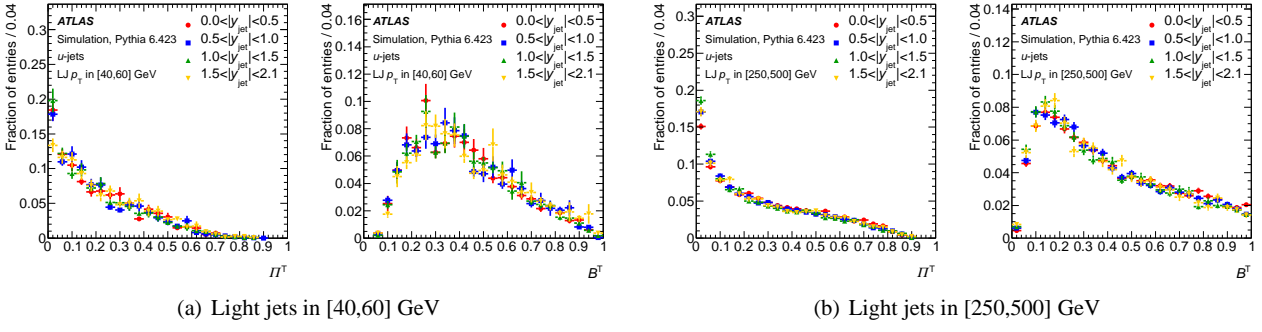 Fraction of entries / 0.04
ATLAS
Simulation, Pythia 6.423
u-jets
LJ p_T in [40,60] GeV
0.0<|y_jet|<0.5
0.5<|y_jet|<1.0
1.0<|y_jet|<1.5
1.5<|y_jet|<2.1
0.3
0.25
0.2
0.15
0.1
0.05
0
0 0.1 0.2 0.3 0.4 0.5 0.6 0.7 0.8 0.9 1
Π^T
Fraction of entries / 0.04
ATLAS
Simulation, Pythia 6.423
u-jets
LJ p_T in [40,60] GeV
0.0<|y_jet|<0.5
0.5<|y_jet|<1.0
1.0<|y_jet|<1.5
1.5<|y_jet|<2.1
0.16
0.14
0.12
0.1
0.08
0.06
0.04
0.02
0
0 0.1 0.2 0.3 0.4 0.5 0.6 0.7 0.8 0.9 1
B^T
(a) Light jets in [40,60] GeV
Fraction of entries / 0.04
ATLAS
Simulation, Pythia 6.423
u-jets
LJ p_T in [250,500] GeV
0.0<|y_jet|<0.5
0.5<|y_jet|<1.0
1.0<|y_jet|<1.5
1.5<|y_jet|<2.1
0.3
0.25
0.2
0.15
0.1
0.05
0
0 0.1 0.2 0.3 0.4 0.5 0.6 0.7 0.8 0.9 1
Π^T
Fraction of entries / 0.04
ATLAS
Simulation, Pythia 6.423
u-jets
LJ p_T in [250,500] GeV
0.0<|y_jet|<0.5
0.5<|y_jet|<1.0
1.0<|y_jet|<1.5
1.5<|y_jet|<2.1
0.14
0.12
0.1
0.08
0.06
0.04
0.02
0
0 0.1 0.2 0.3 0.4 0.5 0.6 0.7 0.8 0.9 1
B^T
(b) Light jets in [250,500] GeV